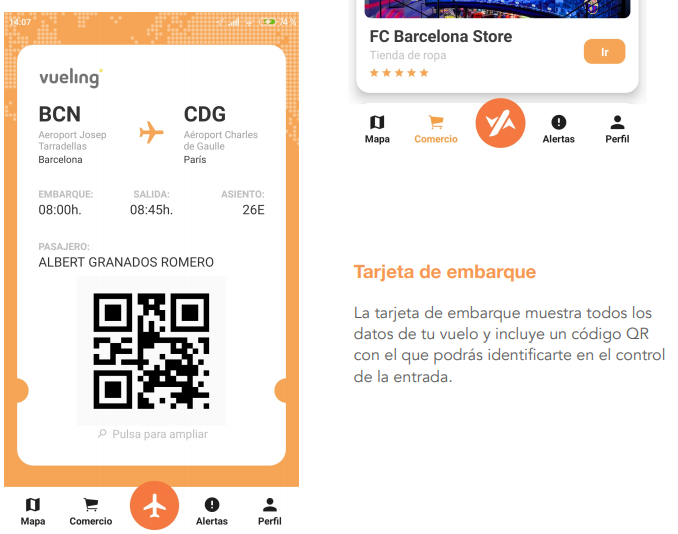 14:07
74 %
vueling
BCN
CDG
Aeroport Josep
Tarradellas
Barcelona
Aéroport Charles
de Gaulle
París
EMBARQUE:
SALIDA:
ASIENTO:
08:00h.
08:45h.
26E
PASAJERO:
ALBERT GRANADOS ROMERO
Pulsa para ampliar
Mapa
Comercio
Alertas
Perfil
FC Barcelona Store
Tienda de ropa
Ir
Mapa
Comercio
Alertas
Perfil
Tarjeta de embarque
La tarjeta de embarque muestra todos los
datos de tu vuelo y incluye un código QR
con el que podrás identificarte en el control
de la entrada.